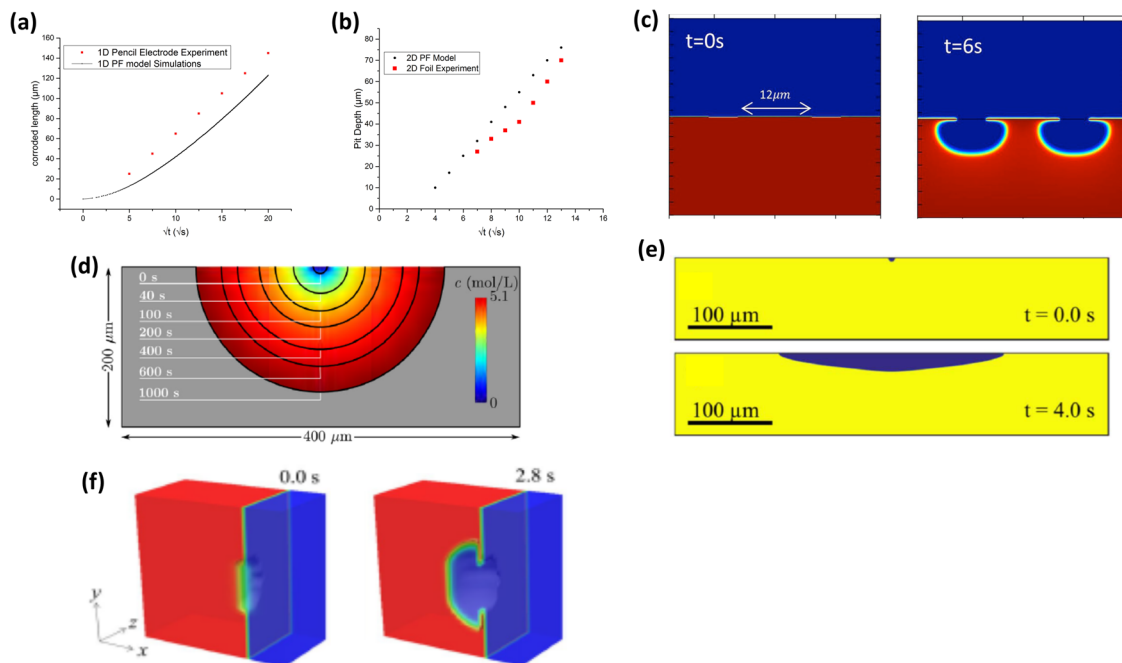 (a)
160
140
120
100
80
60
40
20
0
corroded length (µm)
1D Pencil Electrode Experiment
1D PF model Simulations
0 5 10 15 20
√t (√s)
(b)
80
70
60
50
40
30
20
10
0
Pit Depth (µm)
2D PF Model
2D Foil Experiment
0 2 4 6 8 10 12 14 16
√t (√s)
(c)
t=0s
12µm
t=6s
(d)
200 µm
0 s
40 s
100 s
200 s
400 s
600 s
1000 s
c (mol/L)
5.1
0
400 µm
(e)
100 µm
t = 0.0 s
100 µm
t = 4.0 s
(f)
0.0 s
2.8 s
y
z
x